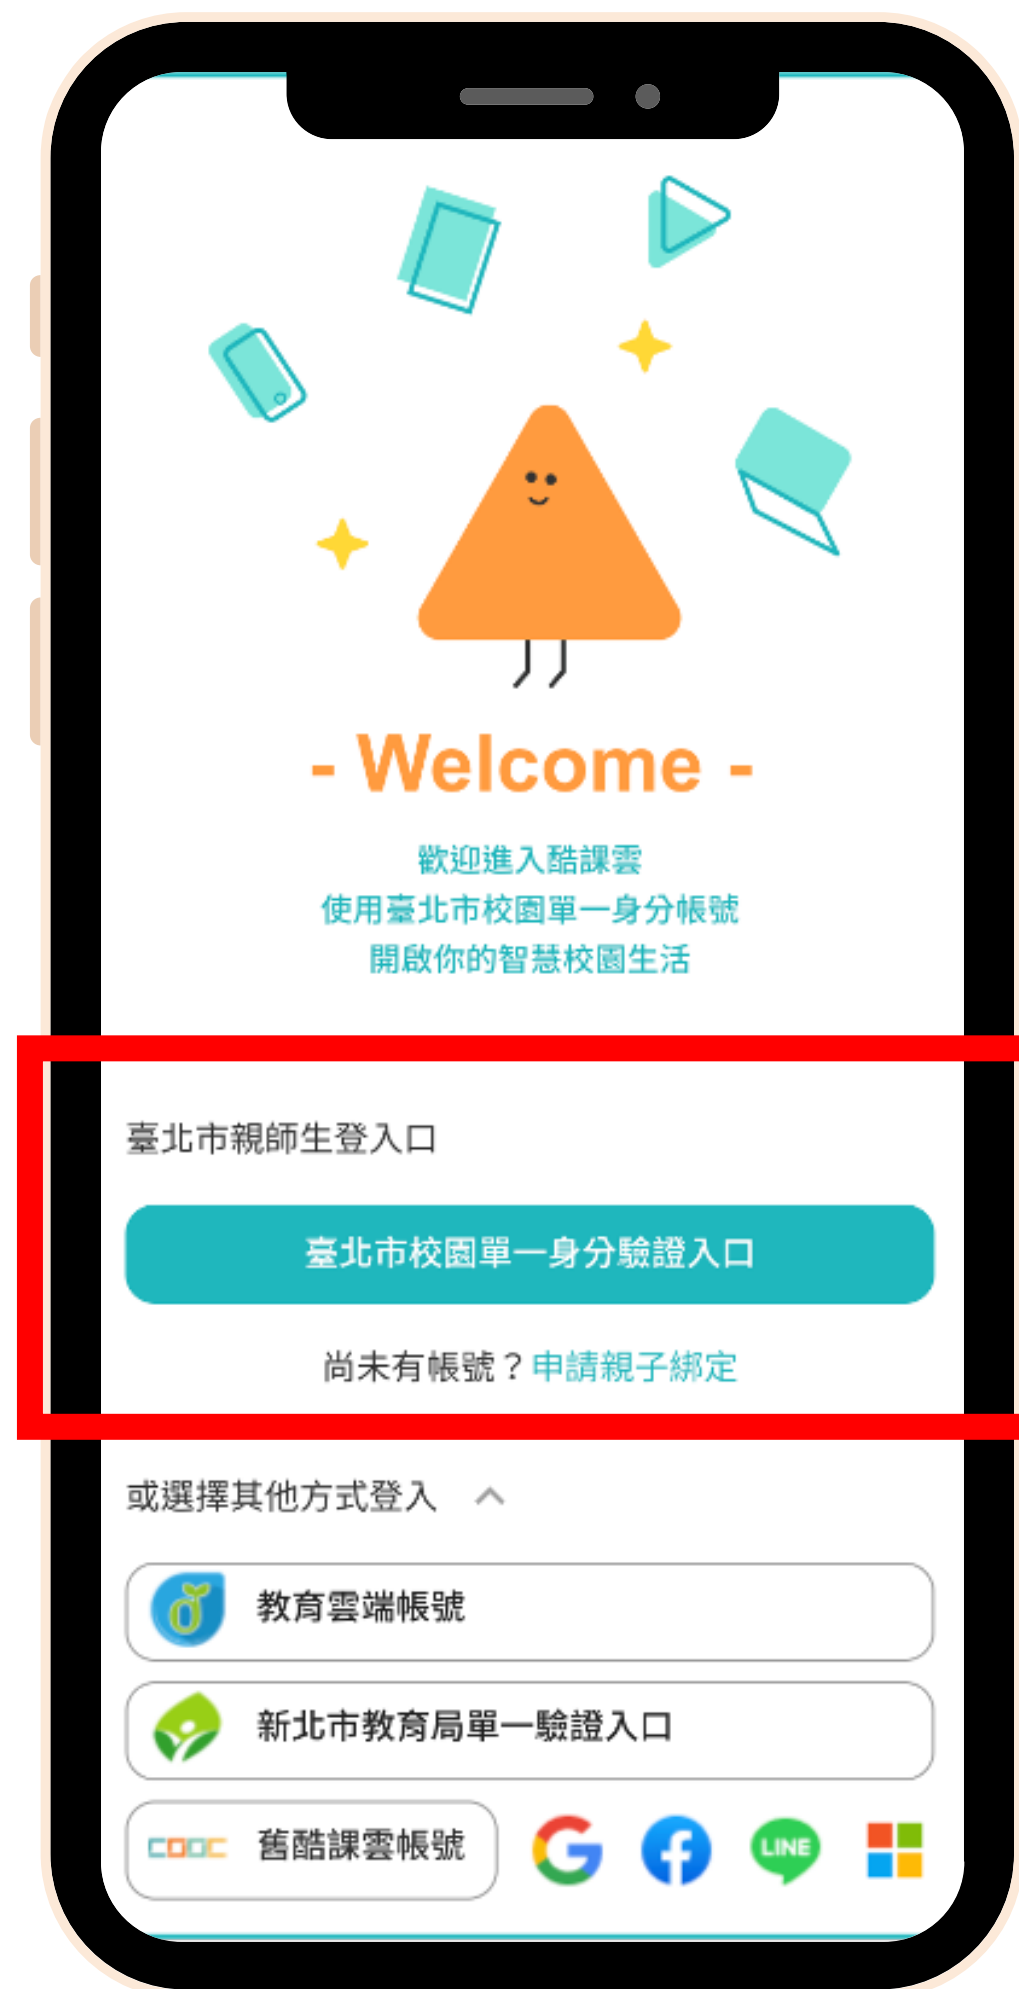 - Welcome -
歡迎進入酷課雲
使用臺北市校園單一身分帳號
開啟你的智慧校園生活
臺北市親師生登入口
臺北市校園單一身分驗證入口
尚未有帳號？申請親子綁定
或選擇其他方式登入
教育雲端帳號
新北市教育局單一驗證入口
COOC 舊酷課雲帳號 LINE